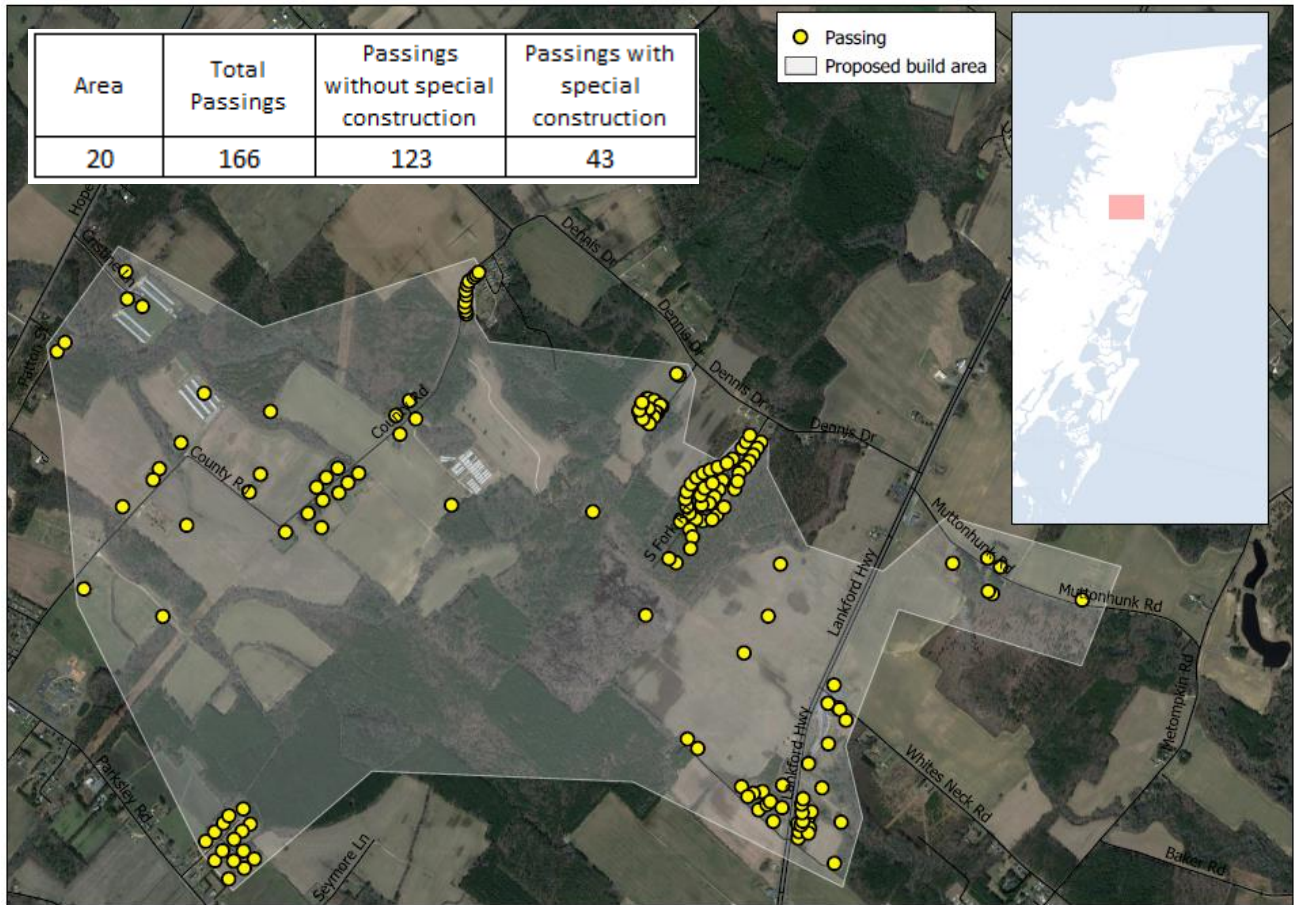 Area
Total
Passings
Passings
without special
construction
Passings with
special
construction
20
166
123
43
Passing
Proposed build area
Dennis Dr
Dennis Dr
Dennis Dr
Dennis Dr
County Rd
County Rd
Lankford Hwy
Muttonhunk Rd
Muttonhunk Rd
Lankford Hwy
Metompkin Rd
Whites Neck Rd
Baker Rd
Parksley Rd
Seymore Ln
S Fork